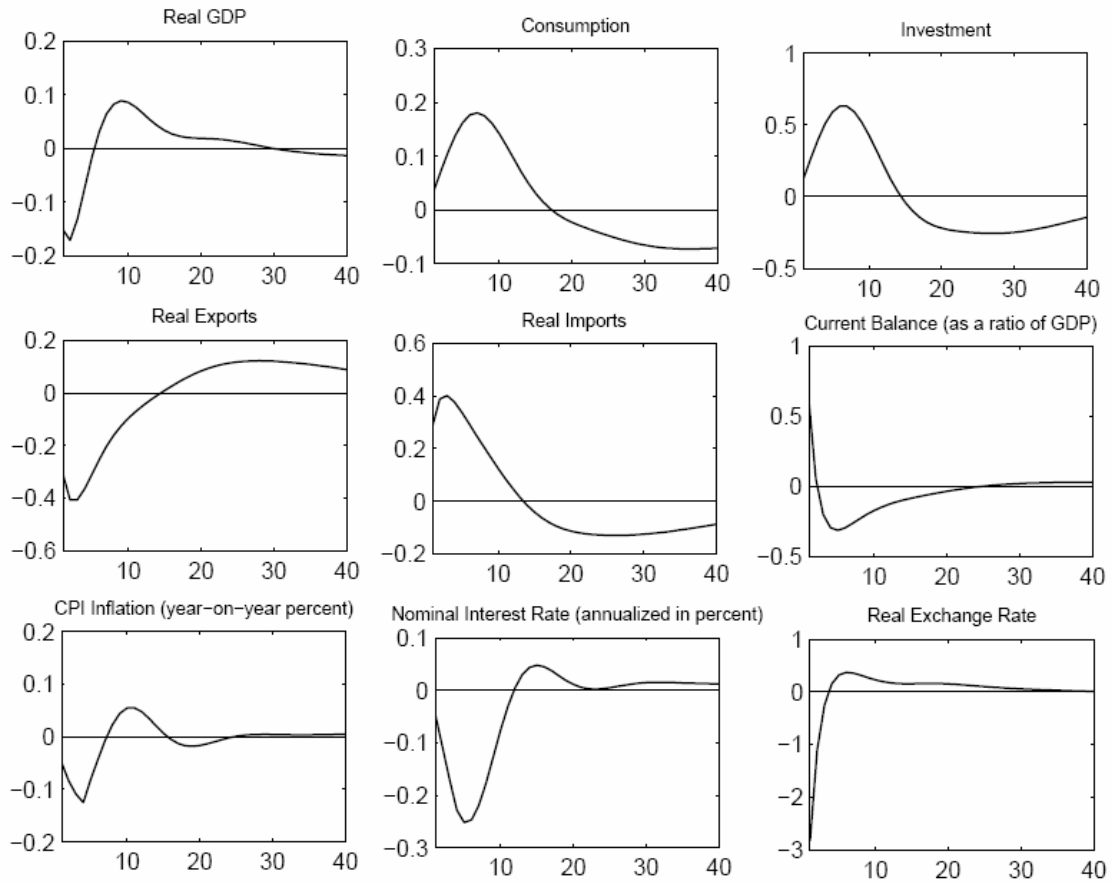 Real GDP
0.2
0.1
0
−0.1
−0.2
10 20 30 40
Consumption
0.3
0.2
0.1
0
−0.1
10 20 30 40
Investment
1
0.5
0
−0.5
10 20 30 40
Real Exports
0.2
0
−0.2
−0.4
−0.6
10 20 30 40
Real Imports
0.6
0.4
0.2
0
−0.2
10 20 30 40
Current Balance (as a ratio of GDP)
1
0.5
0
−0.5
10 20 30 40
CPI Inflation (year−on−year percent)
0.2
0.1
0
−0.1
−0.2
10 20 30 40
Nominal Interest Rate (annualized in percent)
0.1
0
−0.1
−0.2
−0.3
10 20 30 40
Real Exchange Rate
1
0
−1
−2
−3
10 20 30 40